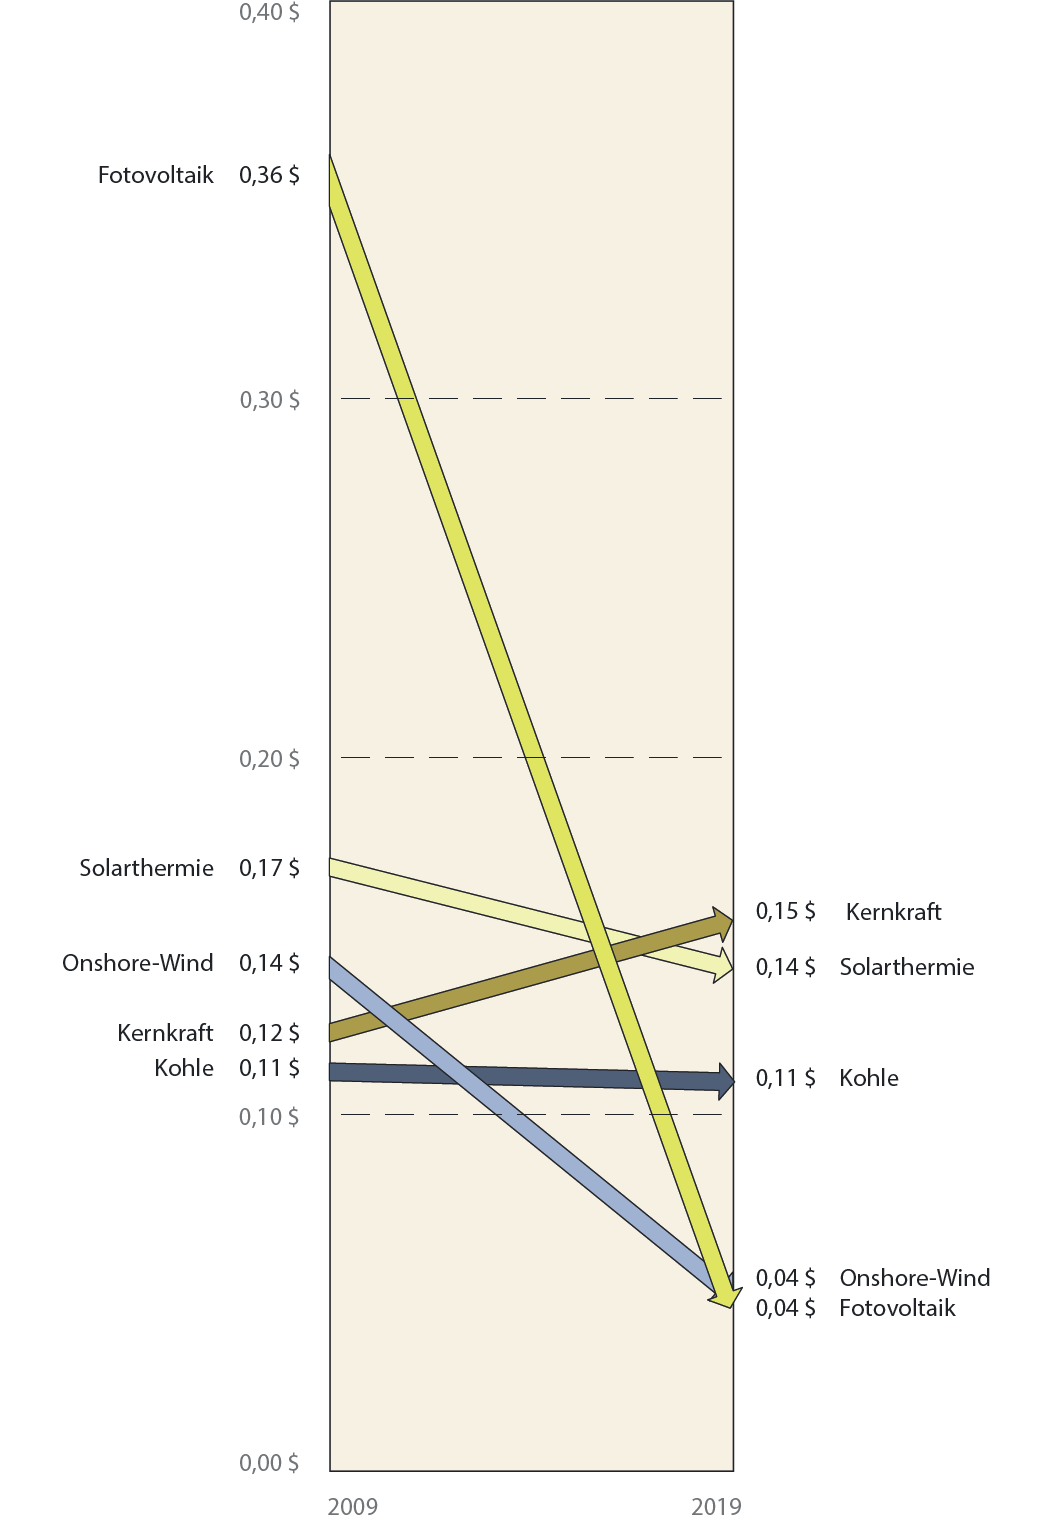 0,40 $
Fotovoltaik 0,36 $
0,30 $
0,20 $
Solarthermie 0,17 $
0,15 $ Kernkraft
Onshore-Wind 0,14 $
0,14 $ Solarthermie
Kernkraft 0,12 $
Kohle 0,11 $
0,11 $ Kohle
0,10 $
0,04 $ Onshore-Wind
0,04 $ Fotovoltaik
0,00 $
2009 2019